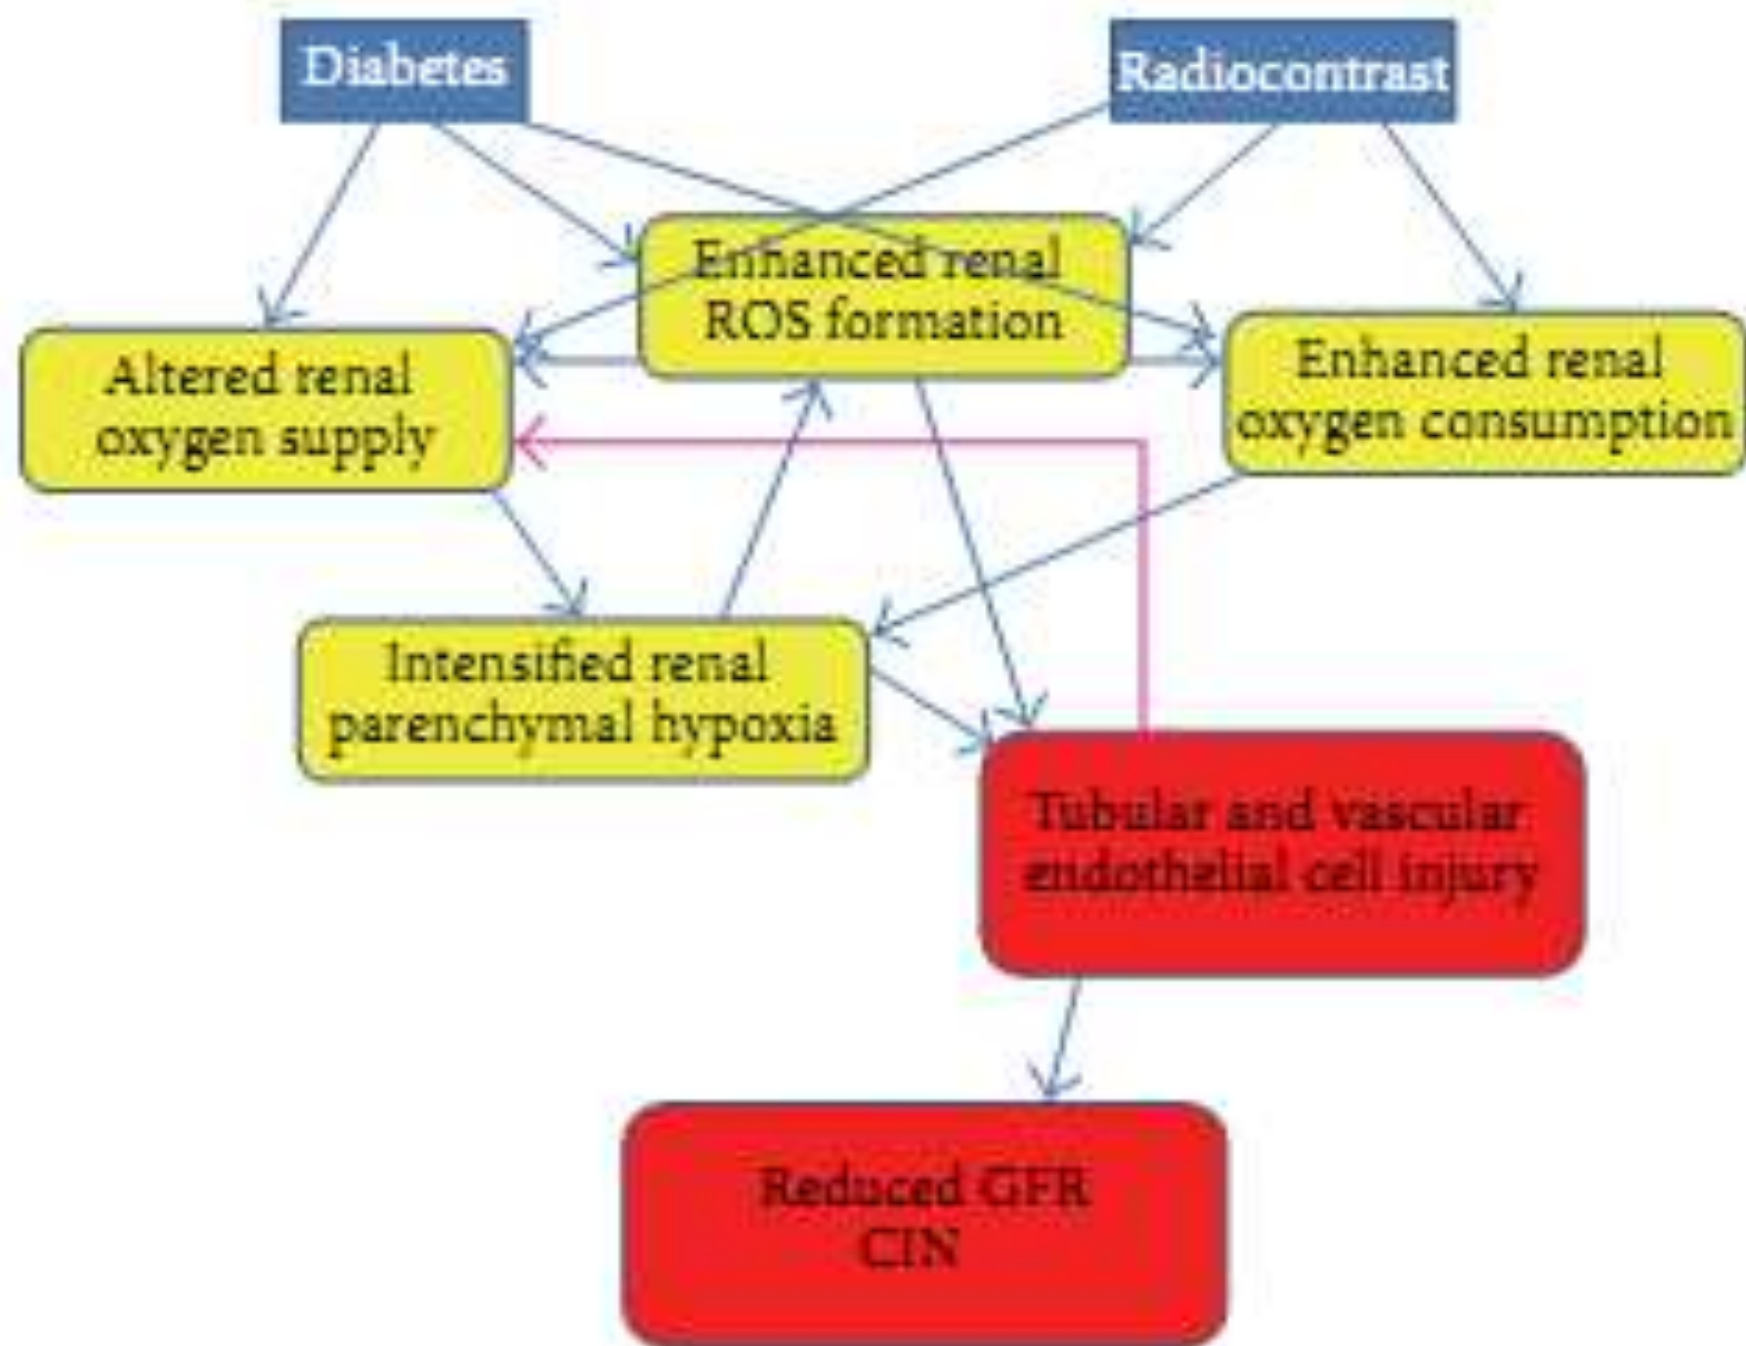 Diabetes
Radiocontrast
Enhanced renal
ROS formation
Altered renal
oxygen supply
Enhanced renal
oxygen consumption
Intensified renal
parenchymal hypoxia
Tubular and vascular
endothelial cell injury
Reduced GFR
CIN